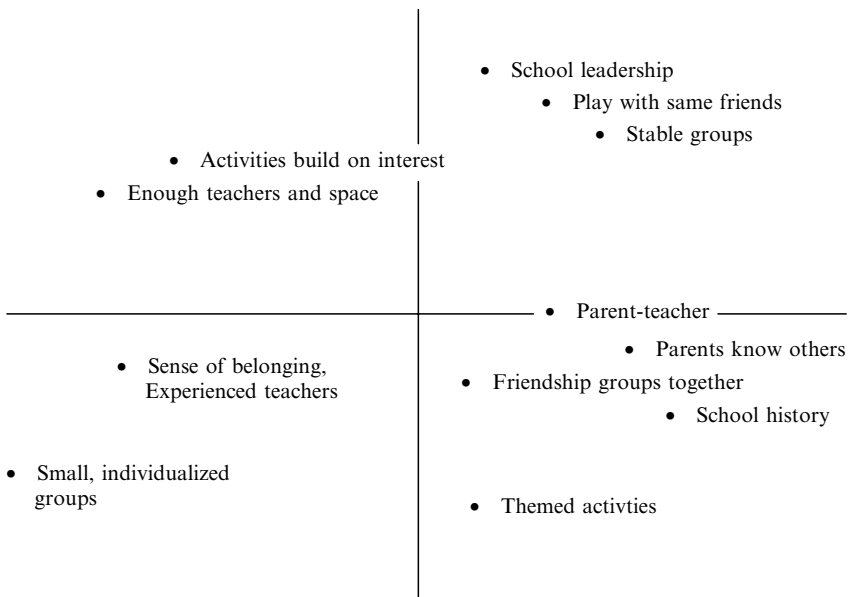 School leadership
Play with same friends
Stable groups
Activities build on interest
Enough teachers and space
Parent-teacher
Parents know others
Sense of belonging,
Experienced teachers
Friendship groups together
School history
Small, individualized
groups
Themed activties